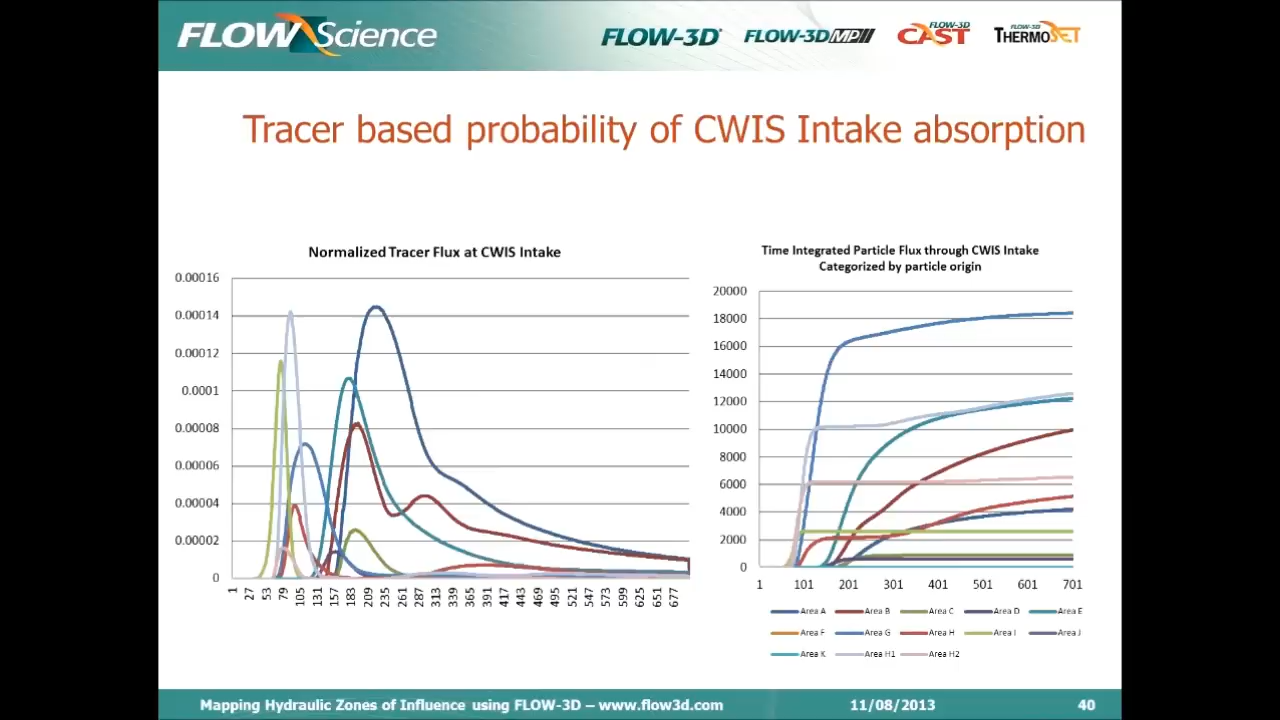 FLOW Science
FLOW-3D
FLOW-3D MP
FLOW-3D
CAST
FLOW-3D
THERMOSET
Tracer based probability of CWIS Intake absorption
Normalized Tracer Flux at CWIS Intake
0.00016
0.00014
0.00012
0.0001
0.00008
0.00006
0.00004
0.00002
0
1 27 53 79 105 131 157 183 209 235 261 287 313 339 365 391 417 443 469 495 521 547 573 599 625 651 677
Time Integrated Particle Flux through CWIS Intake
Categorized by particle origin
20000
18000
16000
14000
12000
10000
8000
6000
4000
2000
0
1 101 201 301 401 501 601 701
Area A Area B Area C Area D Area E
Area F Area G Area H Area I Area J
Area K Area H1 Area H2
Mapping Hydraulic Zones of Influence using FLOW-3D – www.flow3d.com 11/08/2013 40